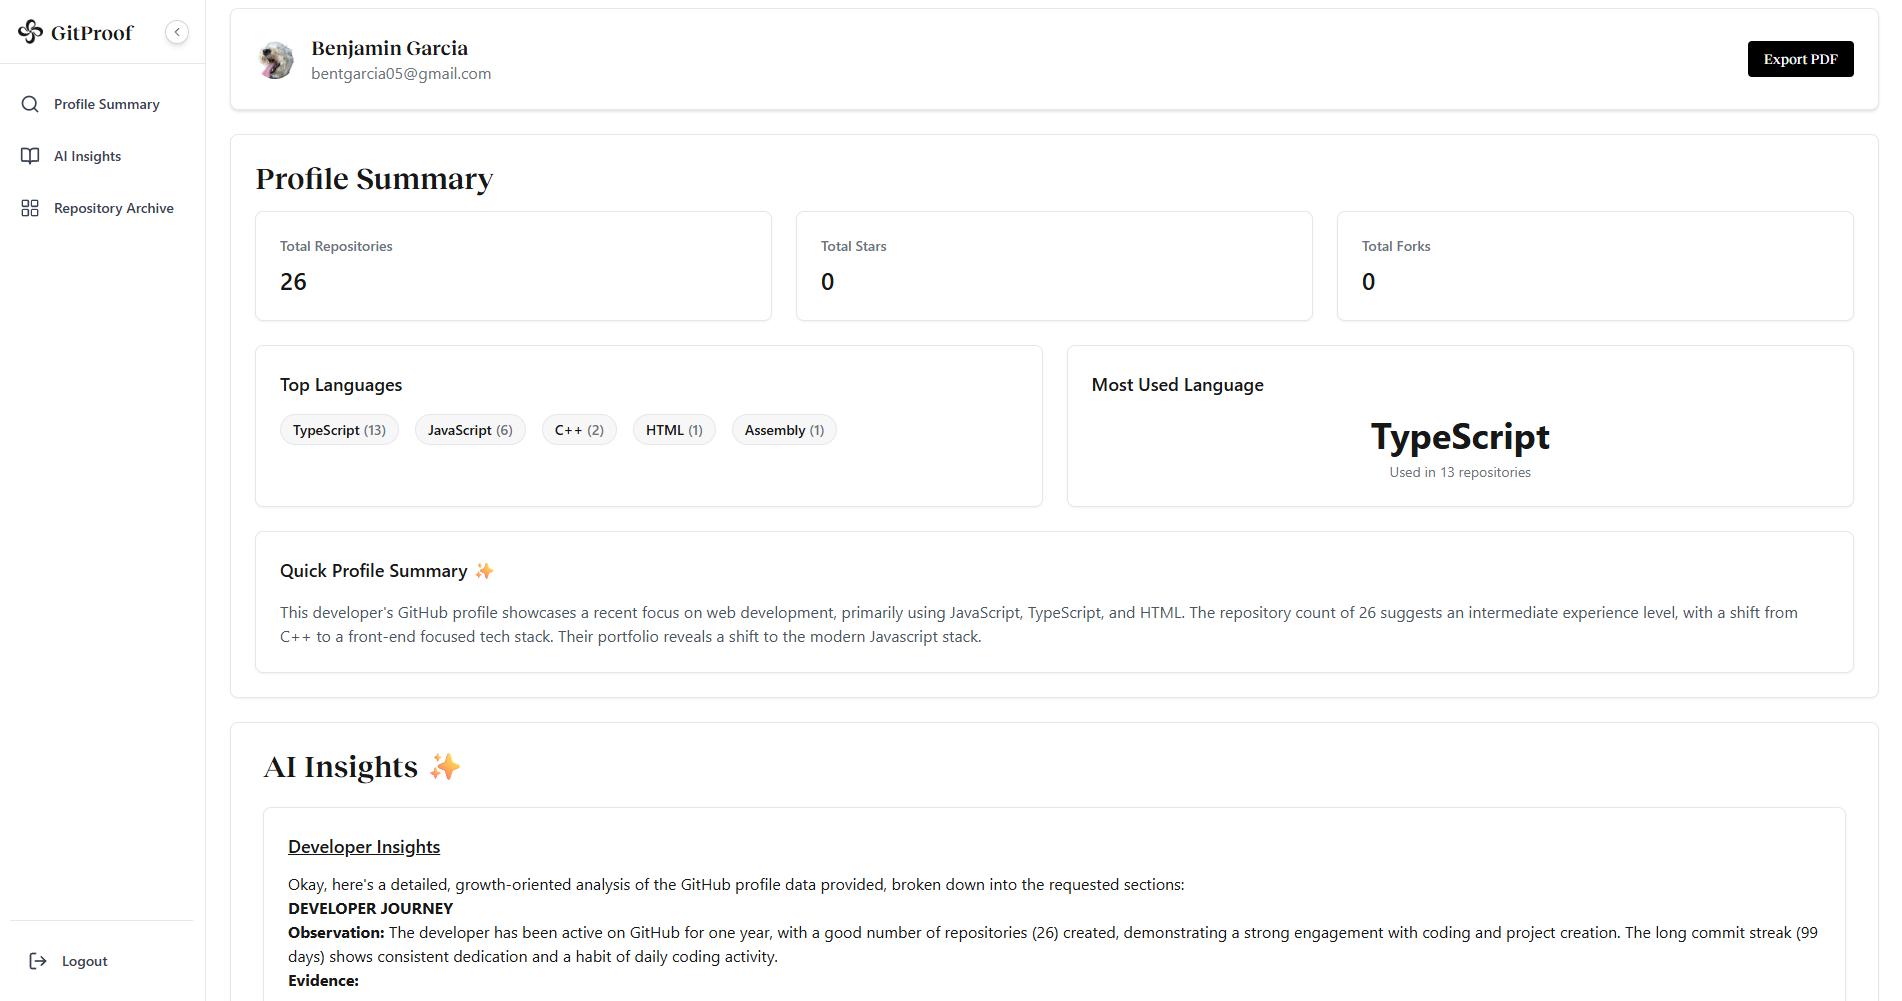 GitProof
Profile Summary
AI Insights
Repository Archive
Logout
Benjamin Garcia
bentgarcia05@gmail.com
Export PDF
Profile Summary
Total Repositories
26
Total Stars
0
Total Forks
0
Top Languages
TypeScript (13) JavaScript (6) C++ (2) HTML (1) Assembly (1)
Most Used Language
TypeScript
Used in 13 repositories
Quick Profile Summary ✨
This developer's GitHub profile showcases a recent focus on web development, primarily using JavaScript, TypeScript, and HTML. The repository count of 26 suggests an intermediate experience level, with a shift from
C++ to a front-end focused tech stack. Their portfolio reveals a shift to the modern Javascript stack.
AI Insights ✨
Developer Insights
Okay, here's a detailed, growth-oriented analysis of the GitHub profile data provided, broken down into the requested sections:
DEVELOPER JOURNEY
Observation: The developer has been active on GitHub for one year, with a good number of repositories (26) created, demonstrating a strong engagement with coding and project creation. The long commit streak (99
days) shows consistent dedication and a habit of daily coding activity.
Evidence: